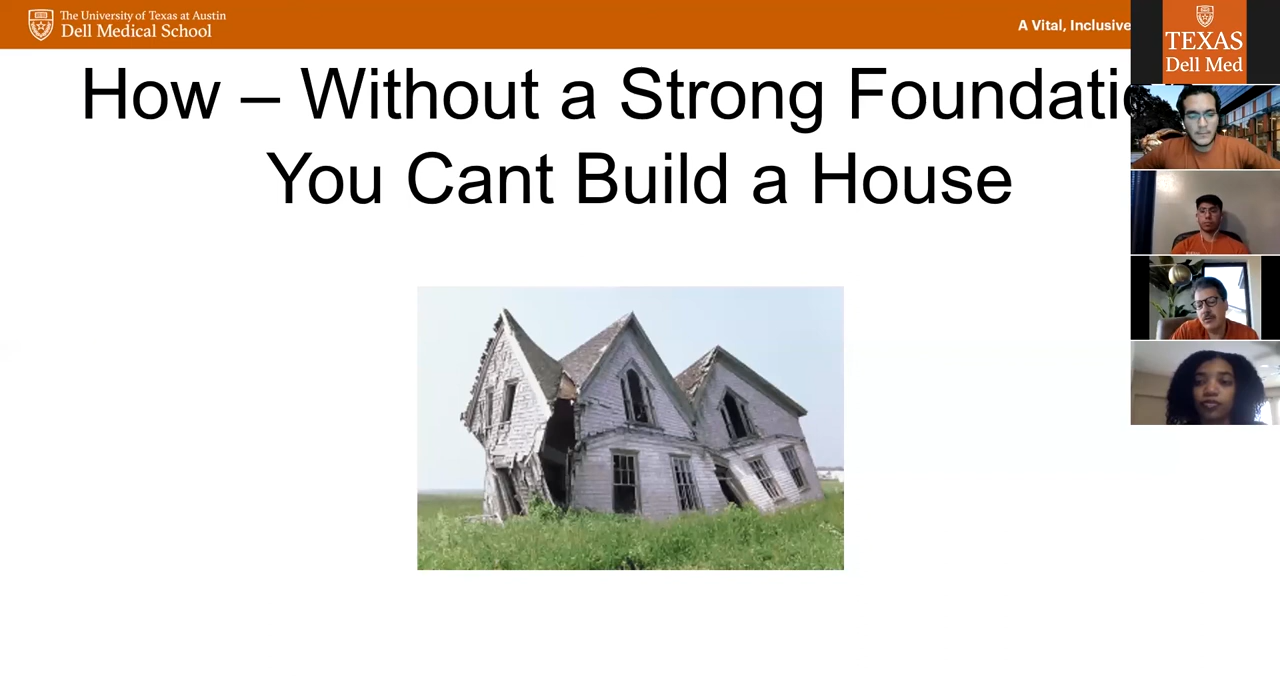 The University of Texas at Austin
Dell Medical School
A Vital, Inclusive
TEXAS
Dell Med
How – Without a Strong Foundatio
You Cant Build a House